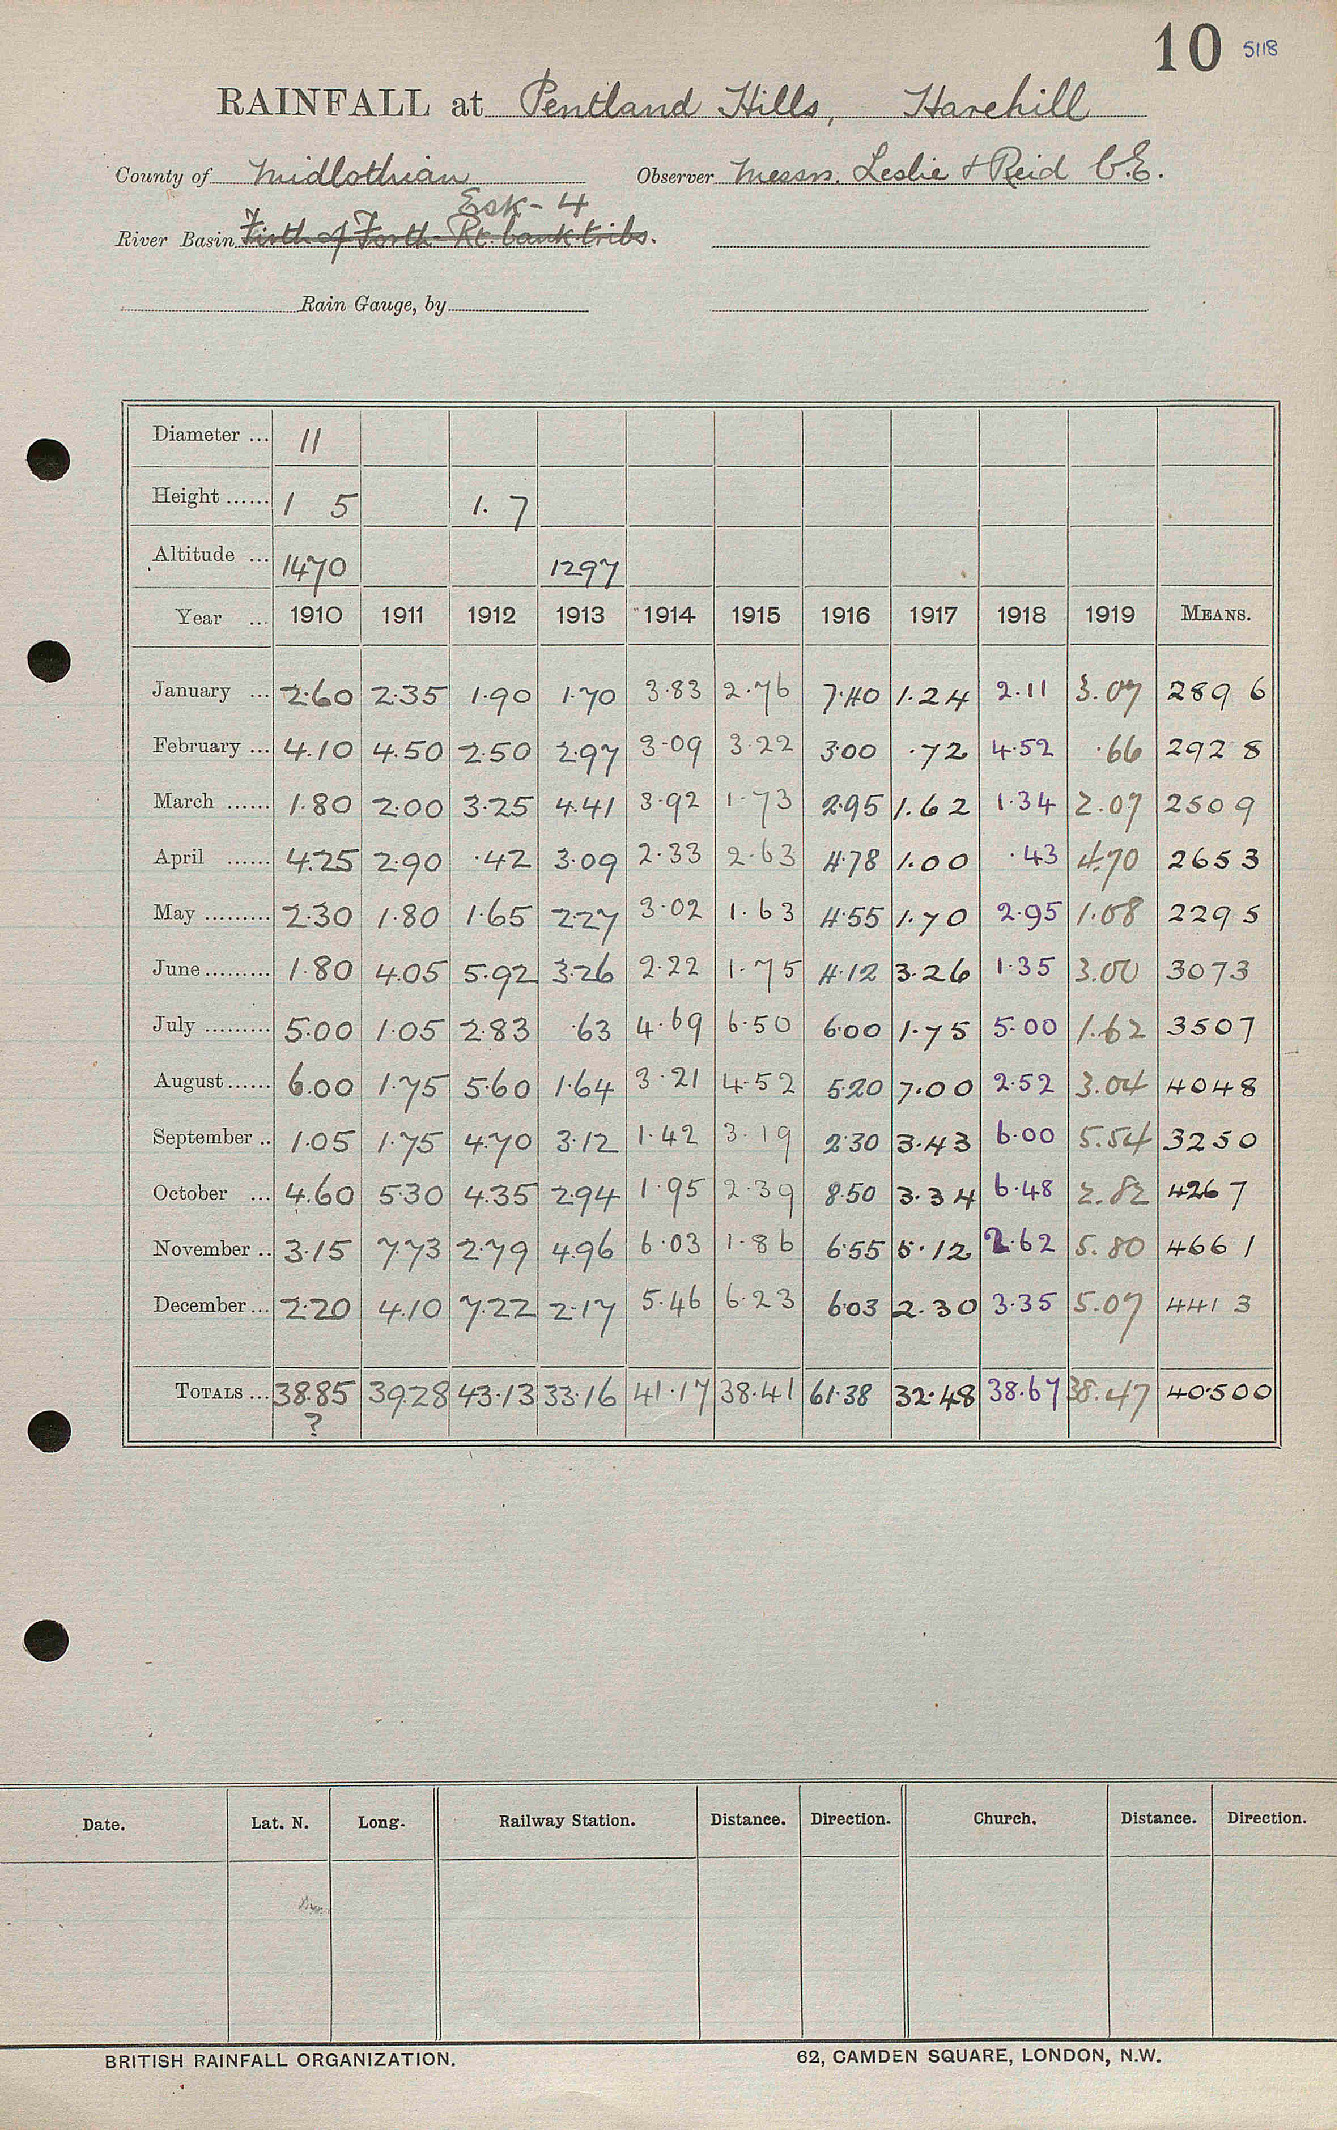 10 5118
RAINFALL at Pentland Hills, Harehill
County of Midlothian Observer Messrs. Leslie & Reid C.E.
Esk - 4
River Basin Firth of Forth - Rt. bank tribs.
Rain Gauge, by
Diameter ... 11
Height ...... 1 5 1. 7
Altitude ... 1470 1297
Year ... 1910 1911 1912 1913 1914 1915 1916 1917 1918 1919 MEANS.
January ... 2.60 2.35 1.90 1.70 3.83 2.76 7.40 1.24 2.11 3.07 289 6
February ... 4.10 4.50 2.50 2.97 3.09 3.22 3.00 .72 4.52 .66 292 8
March ...... 1.80 2.00 3.25 4.41 3.92 1.73 2.95 1.62 1.34 2.07 250 9
April ...... 4.25 2.90 .42 3.09 2.33 2.63 4.78 1.00 .43 4.70 265 3
May ......... 2.30 1.80 1.65 2.27 3.02 1.63 4.55 1.70 2.95 1.08 229 5
June ......... 1.80 4.05 5.92 3.26 2.22 1.75 4.12 3.26 1.35 3.00 307 3
July ......... 5.00 1.05 2.83 .63 4.69 6.50 6.00 1.75 5.00 1.62 350 7
August...... 6.00 1.75 5.60 1.64 3.21 4.52 5.20 7.00 2.52 3.04 404 8
September .. 1.05 1.75 4.70 3.12 1.42 3.19 2.30 3.43 6.00 5.54 325 0
October ... 4.60 5.30 4.35 2.94 1.95 2.39 8.50 3.34 6.48 2.82 426 7
November .. 3.15 7.73 2.79 4.96 6.03 1.86 6.55 5.12 2.62 5.80 466 1
December ... 2.20 4.10 7.22 2.17 5.46 6.23 6.03 2.30 3.35 5.07 441 3
TOTALS ... 38.85 39.28 43.13 33.16 41.17 38.41 61.38 32.48 38.67 38.47 40.500
?
Date. Lat. N. Long. Railway Station. Distance. Direction. Church. Distance. Direction.
BRITISH RAINFALL ORGANIZATION. 62, CAMDEN SQUARE, LONDON, N.W.